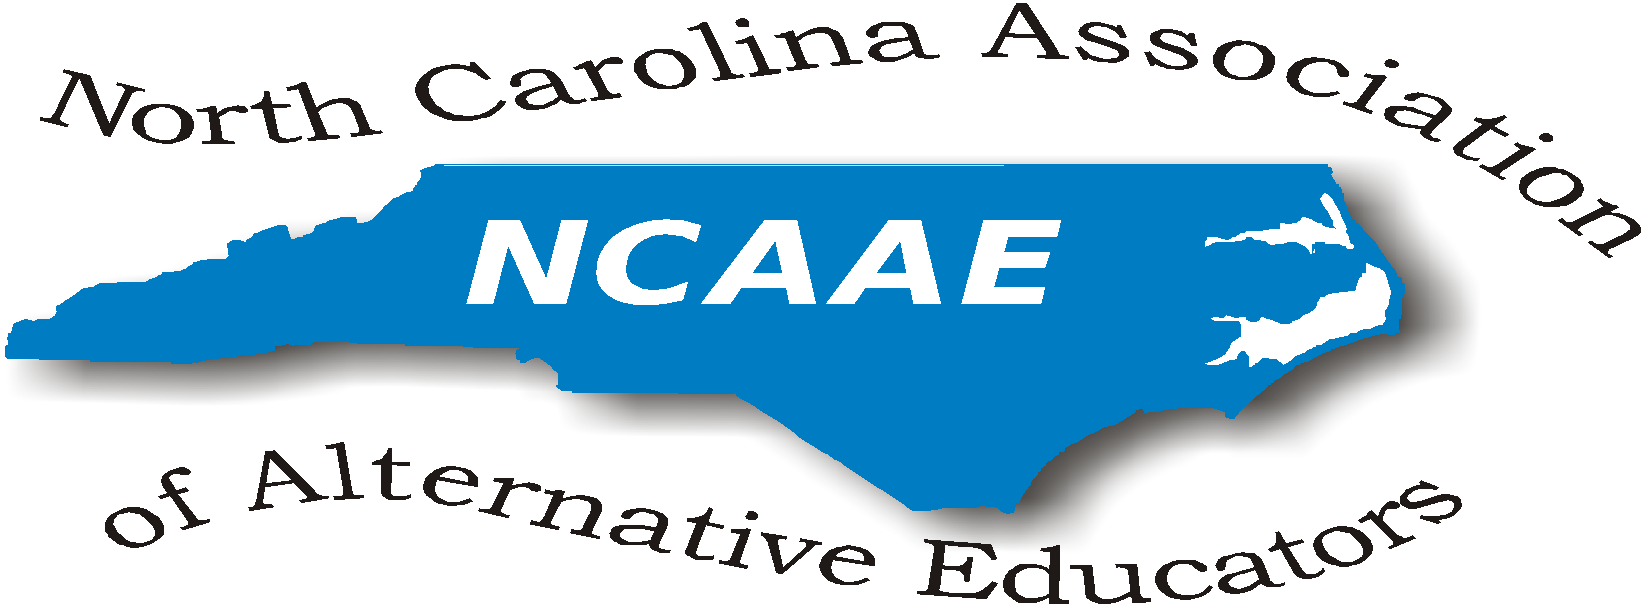 North Carolina Association
NCAAE
of Alternative Educators